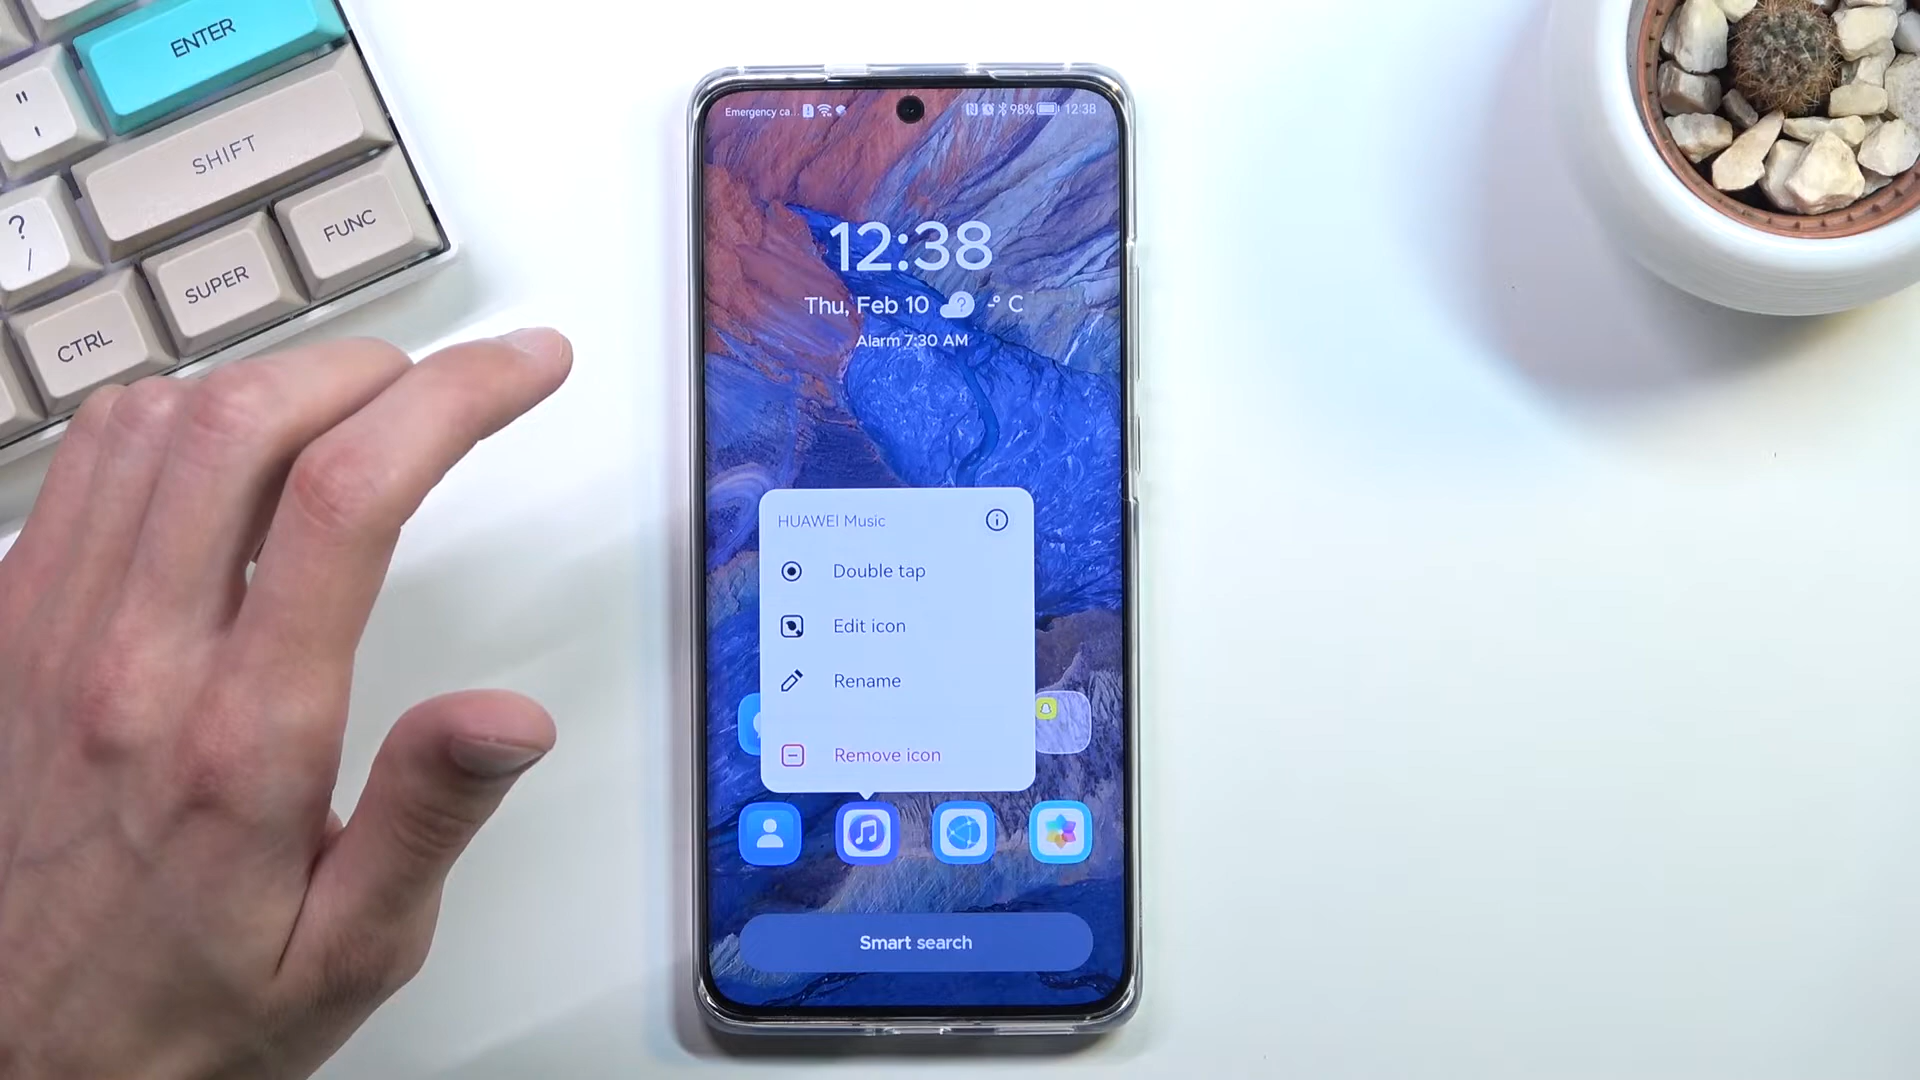 ENTER
"
'
SHIFT
?
/
SUPER
FUNC
CTRL
Emergency ca...
98% 12:38
12:38
Thu, Feb 10 ? -° C
Alarm 7:30 AM
HUAWEI Music
Double tap
Edit icon
Rename
Remove icon
Smart search